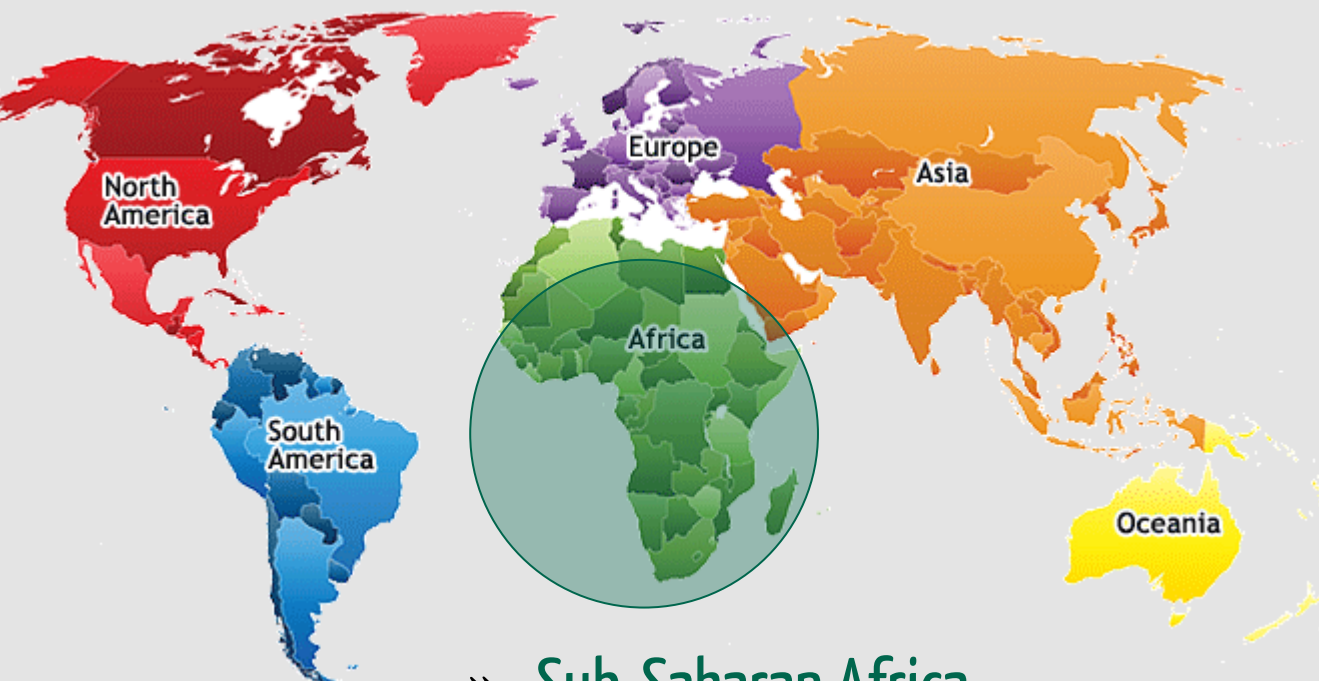 Europe
Asia
North
America
Africa
South
America
Oceania
» Sub-Saharan Africa